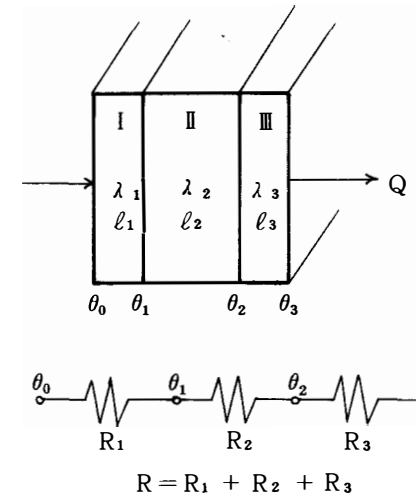 Ⅰ Ⅱ Ⅲ
λ₁ λ₂ λ₃ Q
ℓ₁ ℓ₂ ℓ₃
θ₀ θ₁ θ₂ θ₃
θ₀ θ₁ θ₂
R₁ R₂ R₃
R = R₁ + R₂ + R₃